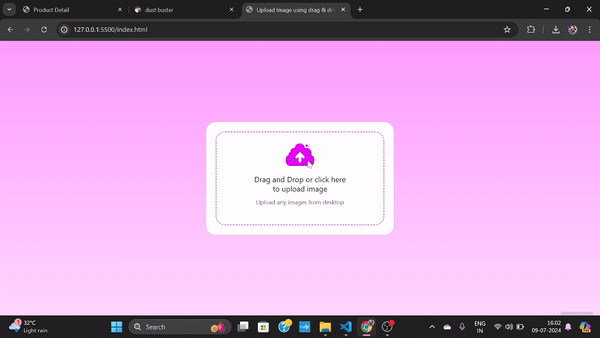 Product Detail
dust buster
Upload Image using drag & dr
127.0.0.1:5500/index.html
Drag and Drop or click here
to upload image
Upload any images from desktop
32°C
Light rain
Search
ENG
IN
16:02
09-07-2024